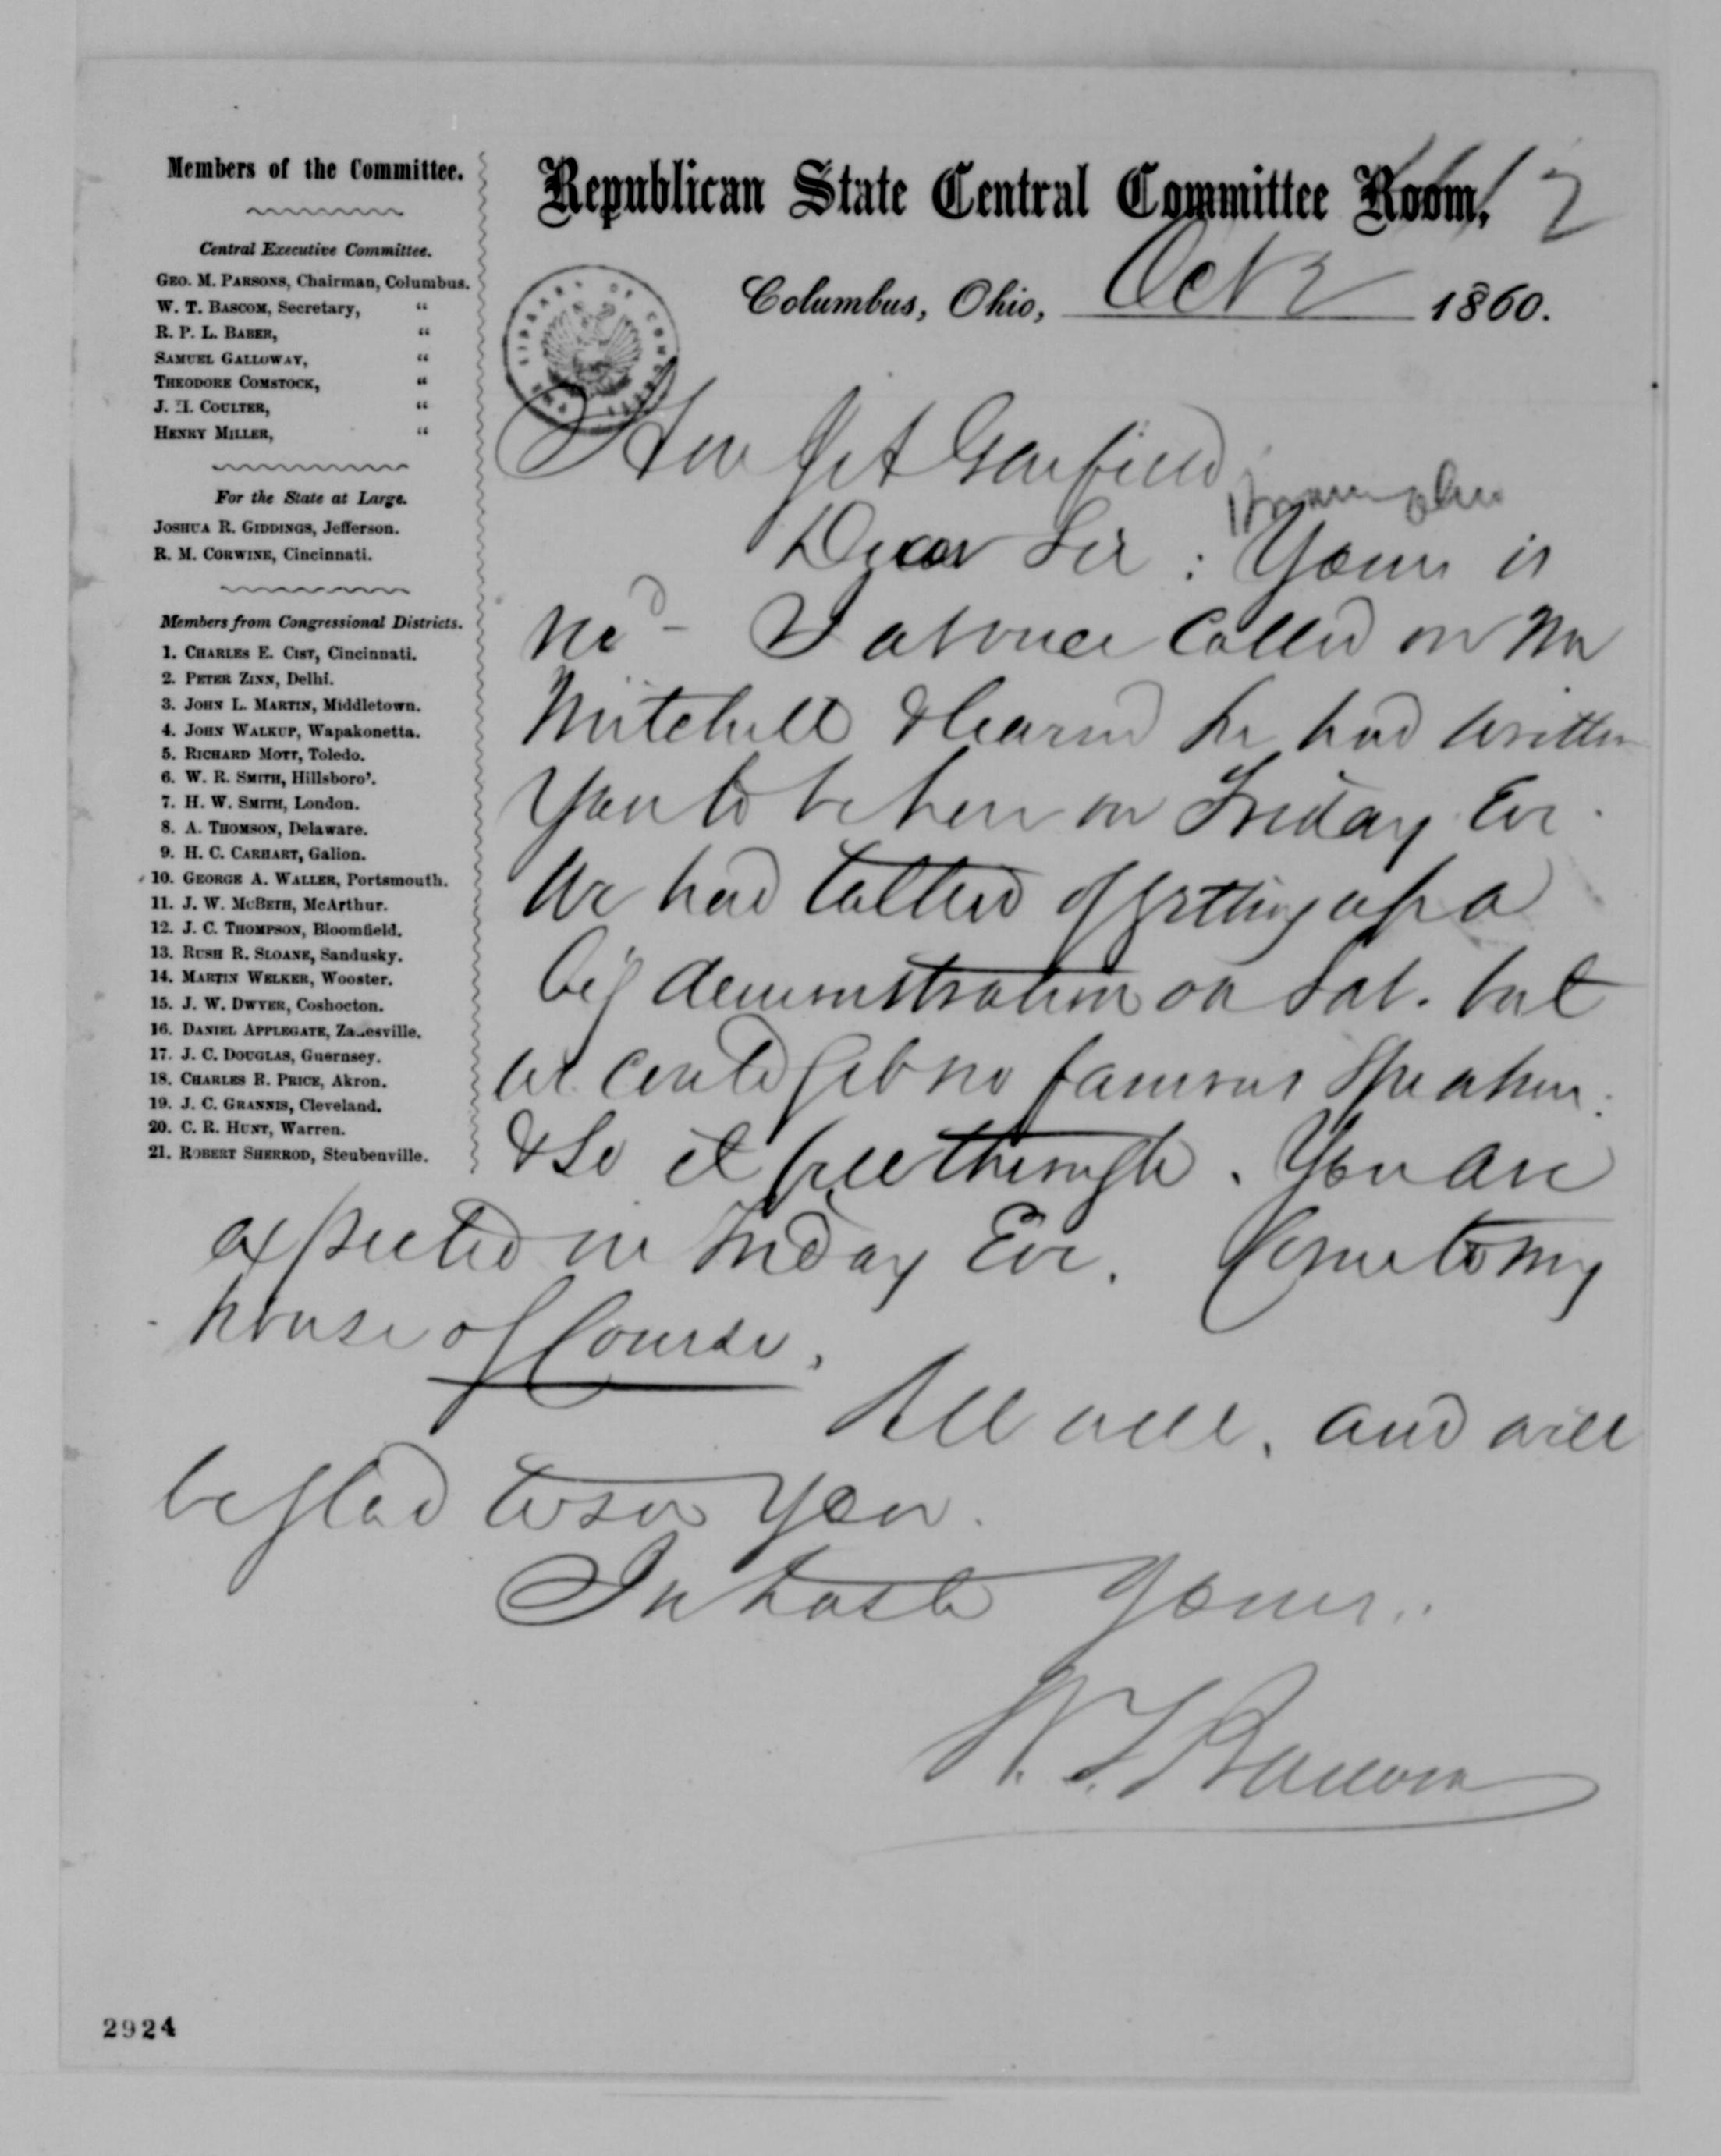 Members of the Committee.
Central Executive Committee.
GEO. M. PARSONS, Chairman, Columbus.
W. T. BASCOM, Secretary, "
R. P. L. BABER, "
SAMUEL GALLOWAY, "
THEODORE COMSTOCK, "
J. H. COULTER, "
HENRY MILLER, "
For the State at Large.
JOSHUA R. GIDDINGS, Jefferson.
R. M. CORWINE, Cincinnati.
Members from Congressional Districts.
1. CHARLES E. CIST, Cincinnati.
2. PETER ZINN, Delhi.
3. JOHN L. MARTIN, Middletown.
4. JOHN WALKUP, Wapakonetta.
5. RICHARD MOTT, Toledo.
6. W. R. SMITH, Hillsboro'.
7. H. W. SMITH, London.
8. A. THOMSON, Delaware.
9. H. C. CARHART, Galion.
10. GEORGE A. WALLER, Portsmouth.
11. J. W. McBETH, McArthur.
12. J. C. THOMPSON, Bloomfield.
13. RUSH R. SLOANE, Sandusky.
14. MARTIN WELKER, Wooster.
15. J. W. DWYER, Coshocton.
16. DANIEL APPLEGATE, Zanesville.
17. J. C. DOUGLAS, Guernsey.
18. CHARLES R. PRICE, Akron.
19. J. C. GRANNIS, Cleveland.
20. C. R. HUNT, Warren.
21. ROBERT SHERROD, Steubenville.
Republican State Central Committee Room,
Columbus, Ohio, Oct 2 1860.
Hon J A Garfield
Dear Sir : Yours is
recd - I at once called on Mr
Mitchell & learned he had written
you to be here on Friday Eve.
We had talked of getting up a
big demonstration on Sat. but
we could get no famous speaker.
& so it fell through. You are
expected on Friday Eve. Come to my
house of Course.
All well, and will
be glad to see you.
In haste Yours.
W. T. Bascom
2924